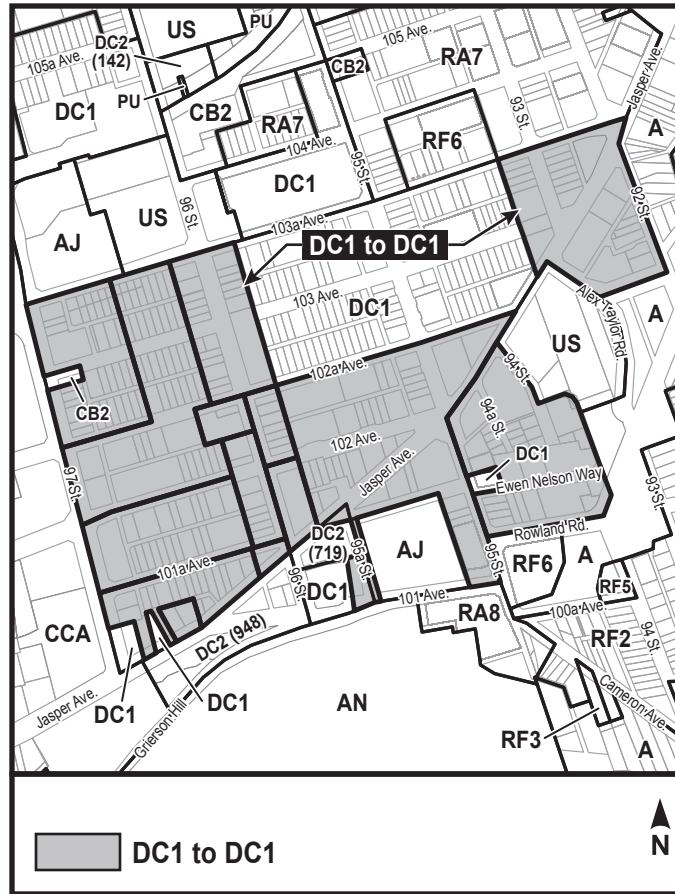 US
PU
105 Ave.
Jasper Ave.
DC2
(142)
105a Ave.
PU
CB2
RA7
DC1
CB2
RA7
93 St.
A
104 Ave.
95 St.
RF6
DC1
96 St.
US
92 St.
AJ
103a Ave.
DC1 to DC1
103 Ave.
DC1
Alex Taylor Rd.
A
US
102a Ave.
94 St.
CB2
94a St.
102 Ave.
DC1
Jasper Ave.
Ewen Nelson Way
97 St.
93 St.
Rowland Rd.
DC2
(719)
AJ
95a St.
95 St.
RF6
A
101a Ave.
96 St.
DC1
RF5
101 Ave.
100a Ave.
CCA
RA8
RF2
94 St.
DC2 (948)
DC1
DC1
Jasper Ave.
Grierson Hill
AN
Cameron Ave.
RF3
A
DC1 to DC1
N